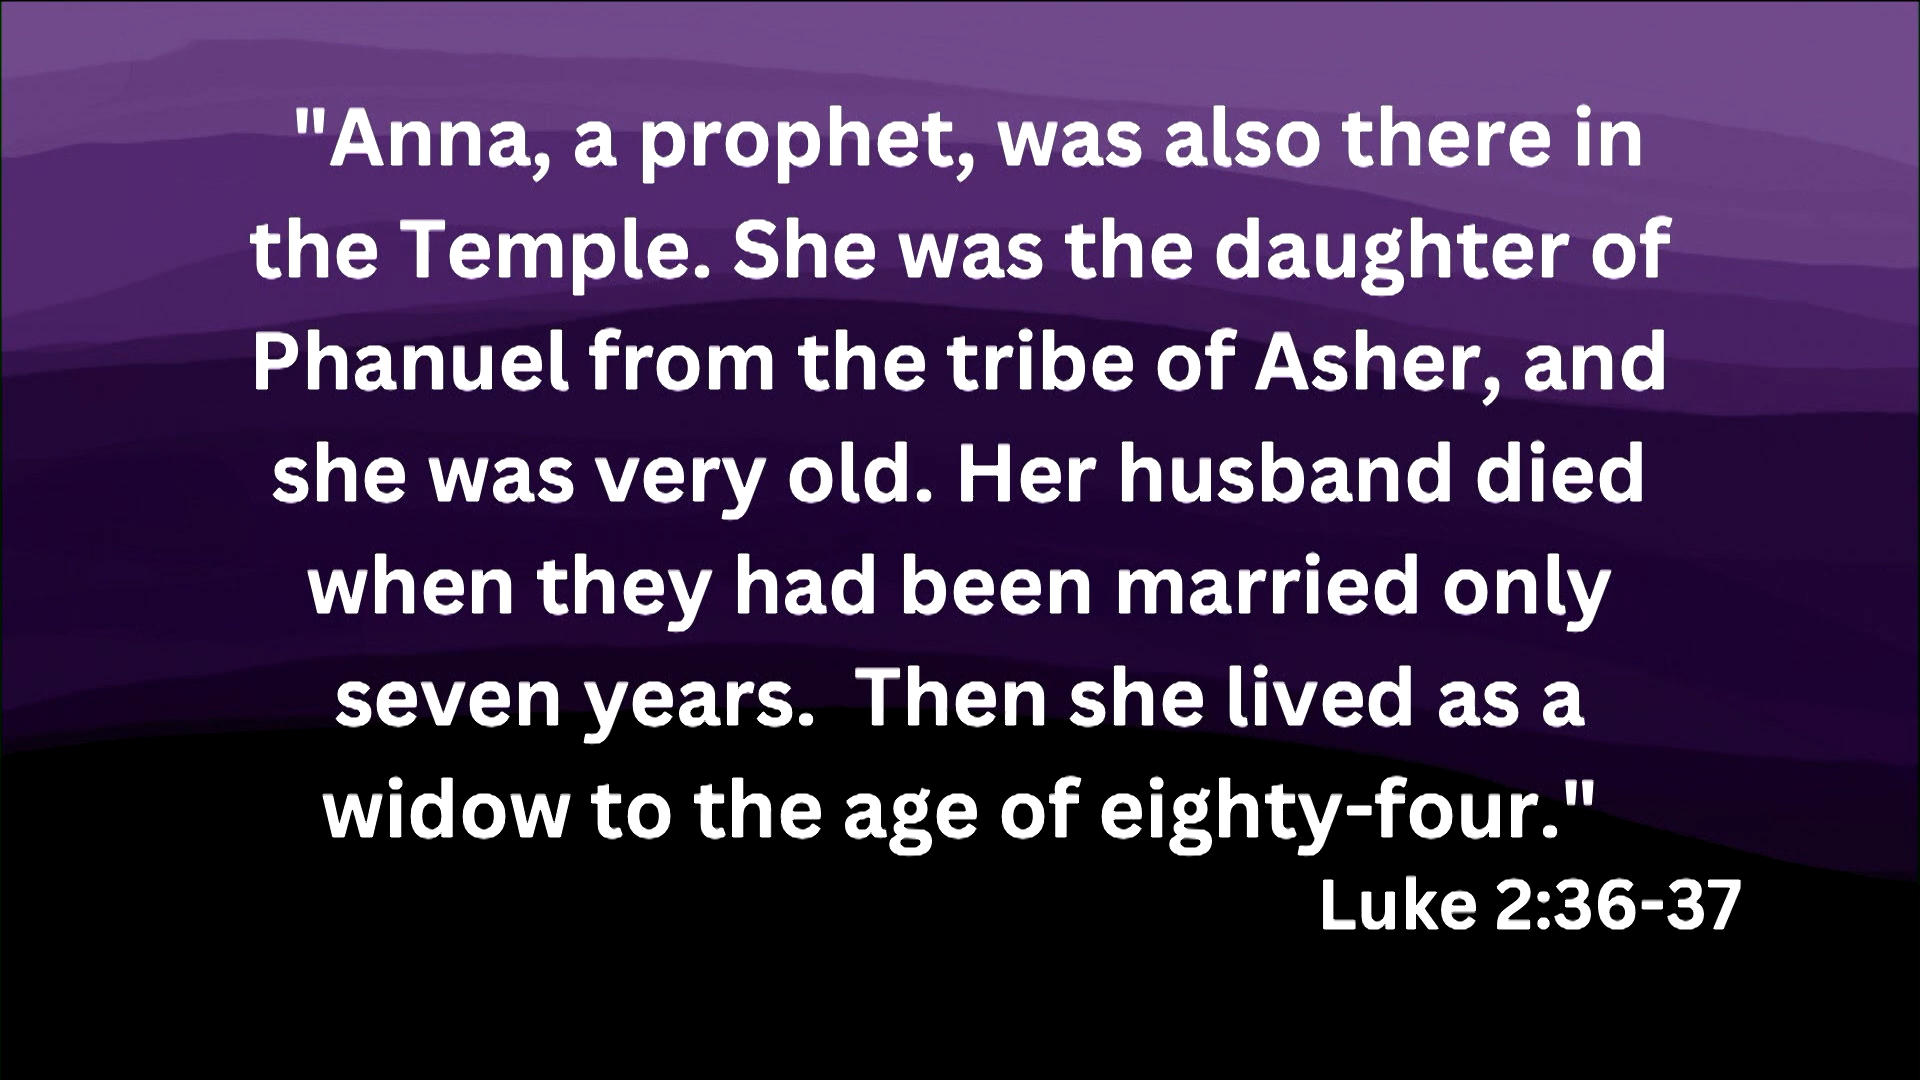 "Anna, a prophet, was also there in
the Temple. She was the daughter of
Phanuel from the tribe of Asher, and
she was very old. Her husband died
when they had been married only
seven years.  Then she lived as a
widow to the age of eighty-four."
Luke 2:36-37